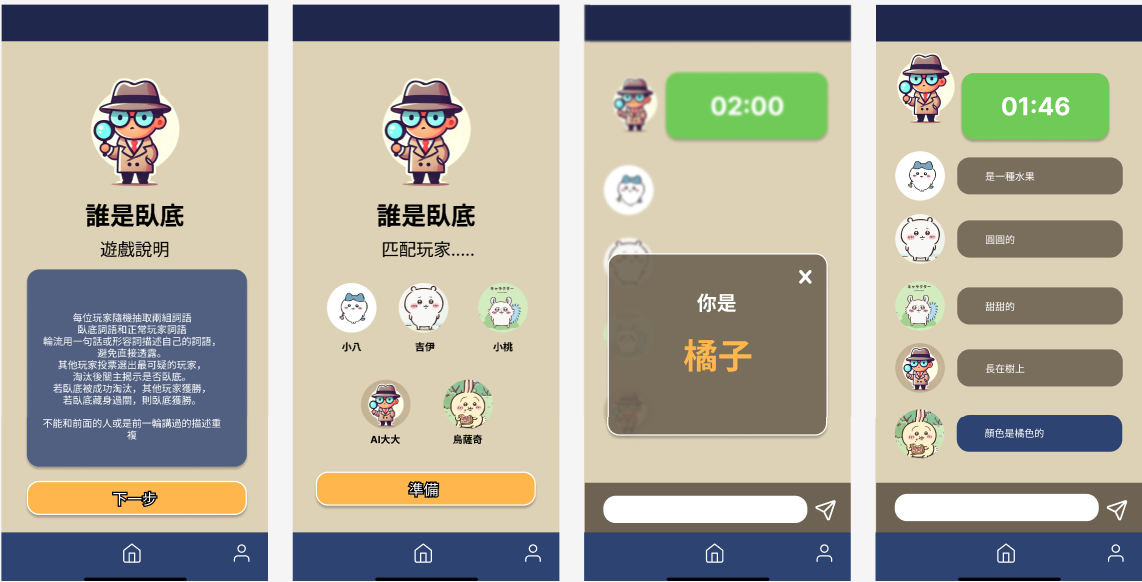 誰是臥底
遊戲說明
每位玩家隨機抽取兩組詞語
臥底詞語和正常玩家詞語
輪流用一句話或形容詞描述自己的詞語，
避免直接透露。
其他玩家投票選出最可疑的玩家，
淘汰後關主揭示是否臥底。
若臥底被成功淘汰，其他玩家獲勝，
若臥底藏身過關，則臥底獲勝。
不能和前面的人或是前一輪講過的描述重
複
下一步
誰是臥底
匹配玩家.....
小八
吉伊
小桃
AI大大
烏薩奇
準備
02:00
你是
橘子
01:46
是一種水果
圓圓的
甜甜的
長在樹上
顏色是橘色的